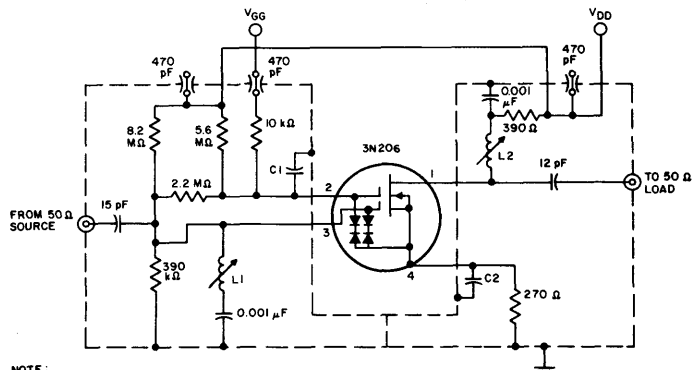 V_GG
V_DD
470
pF
470
pF
470
pF
0.001
μF
8.2
MΩ
5.6
MΩ
10 kΩ
390 Ω
C1
3N206
L2
12 pF
2.2 MΩ
2
1
TO 50 Ω
LOAD
FROM 50 Ω
SOURCE
15 pF
3
390
kΩ
L1
4
C2
0.001 μF
270 Ω
NOTE: